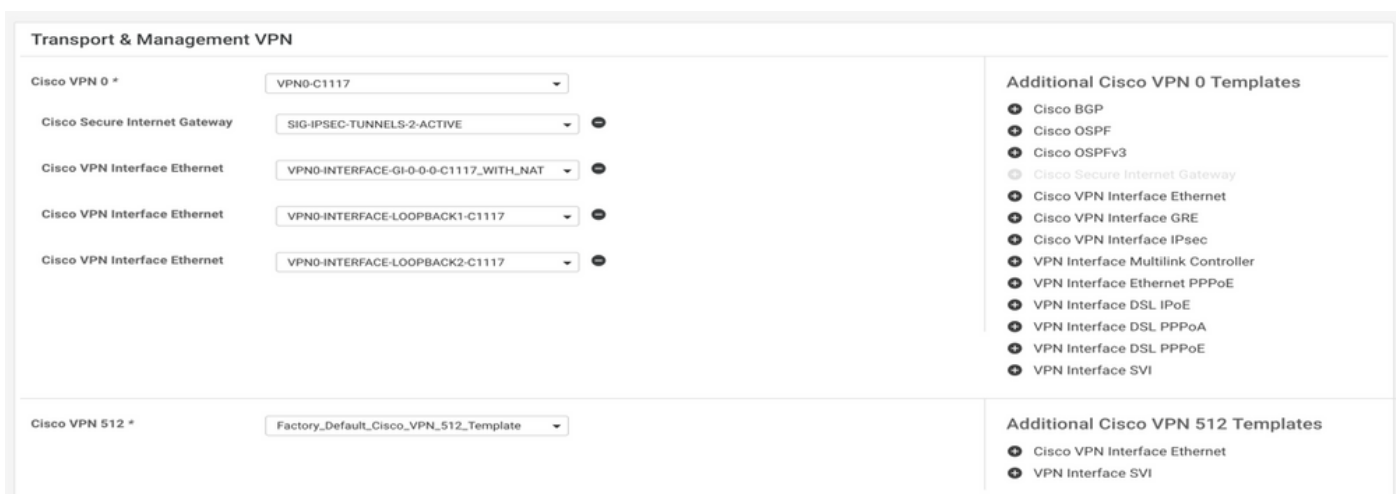 Transport & Management VPN
Cisco VPN 0 *
VPN0-C1117
Cisco Secure Internet Gateway
SIG-IPSEC-TUNNELS-2-ACTIVE
Cisco VPN Interface Ethernet
VPN0-INTERFACE-GI-0-0-0-C1117_WITH_NAT
Cisco VPN Interface Ethernet
VPN0-INTERFACE-LOOPBACK1-C1117
Cisco VPN Interface Ethernet
VPN0-INTERFACE-LOOPBACK2-C1117
Additional Cisco VPN 0 Templates
Cisco BGP
Cisco OSPF
Cisco OSPFv3
Cisco Secure Internet Gateway
Cisco VPN Interface Ethernet
Cisco VPN Interface GRE
Cisco VPN Interface IPsec
VPN Interface Multilink Controller
VPN Interface Ethernet PPPoE
VPN Interface DSL IPoE
VPN Interface DSL PPPoA
VPN Interface DSL PPPoE
VPN Interface SVI
Cisco VPN 512 *
Factory_Default_Cisco_VPN_512_Template
Additional Cisco VPN 512 Templates
Cisco VPN Interface Ethernet
VPN Interface SVI